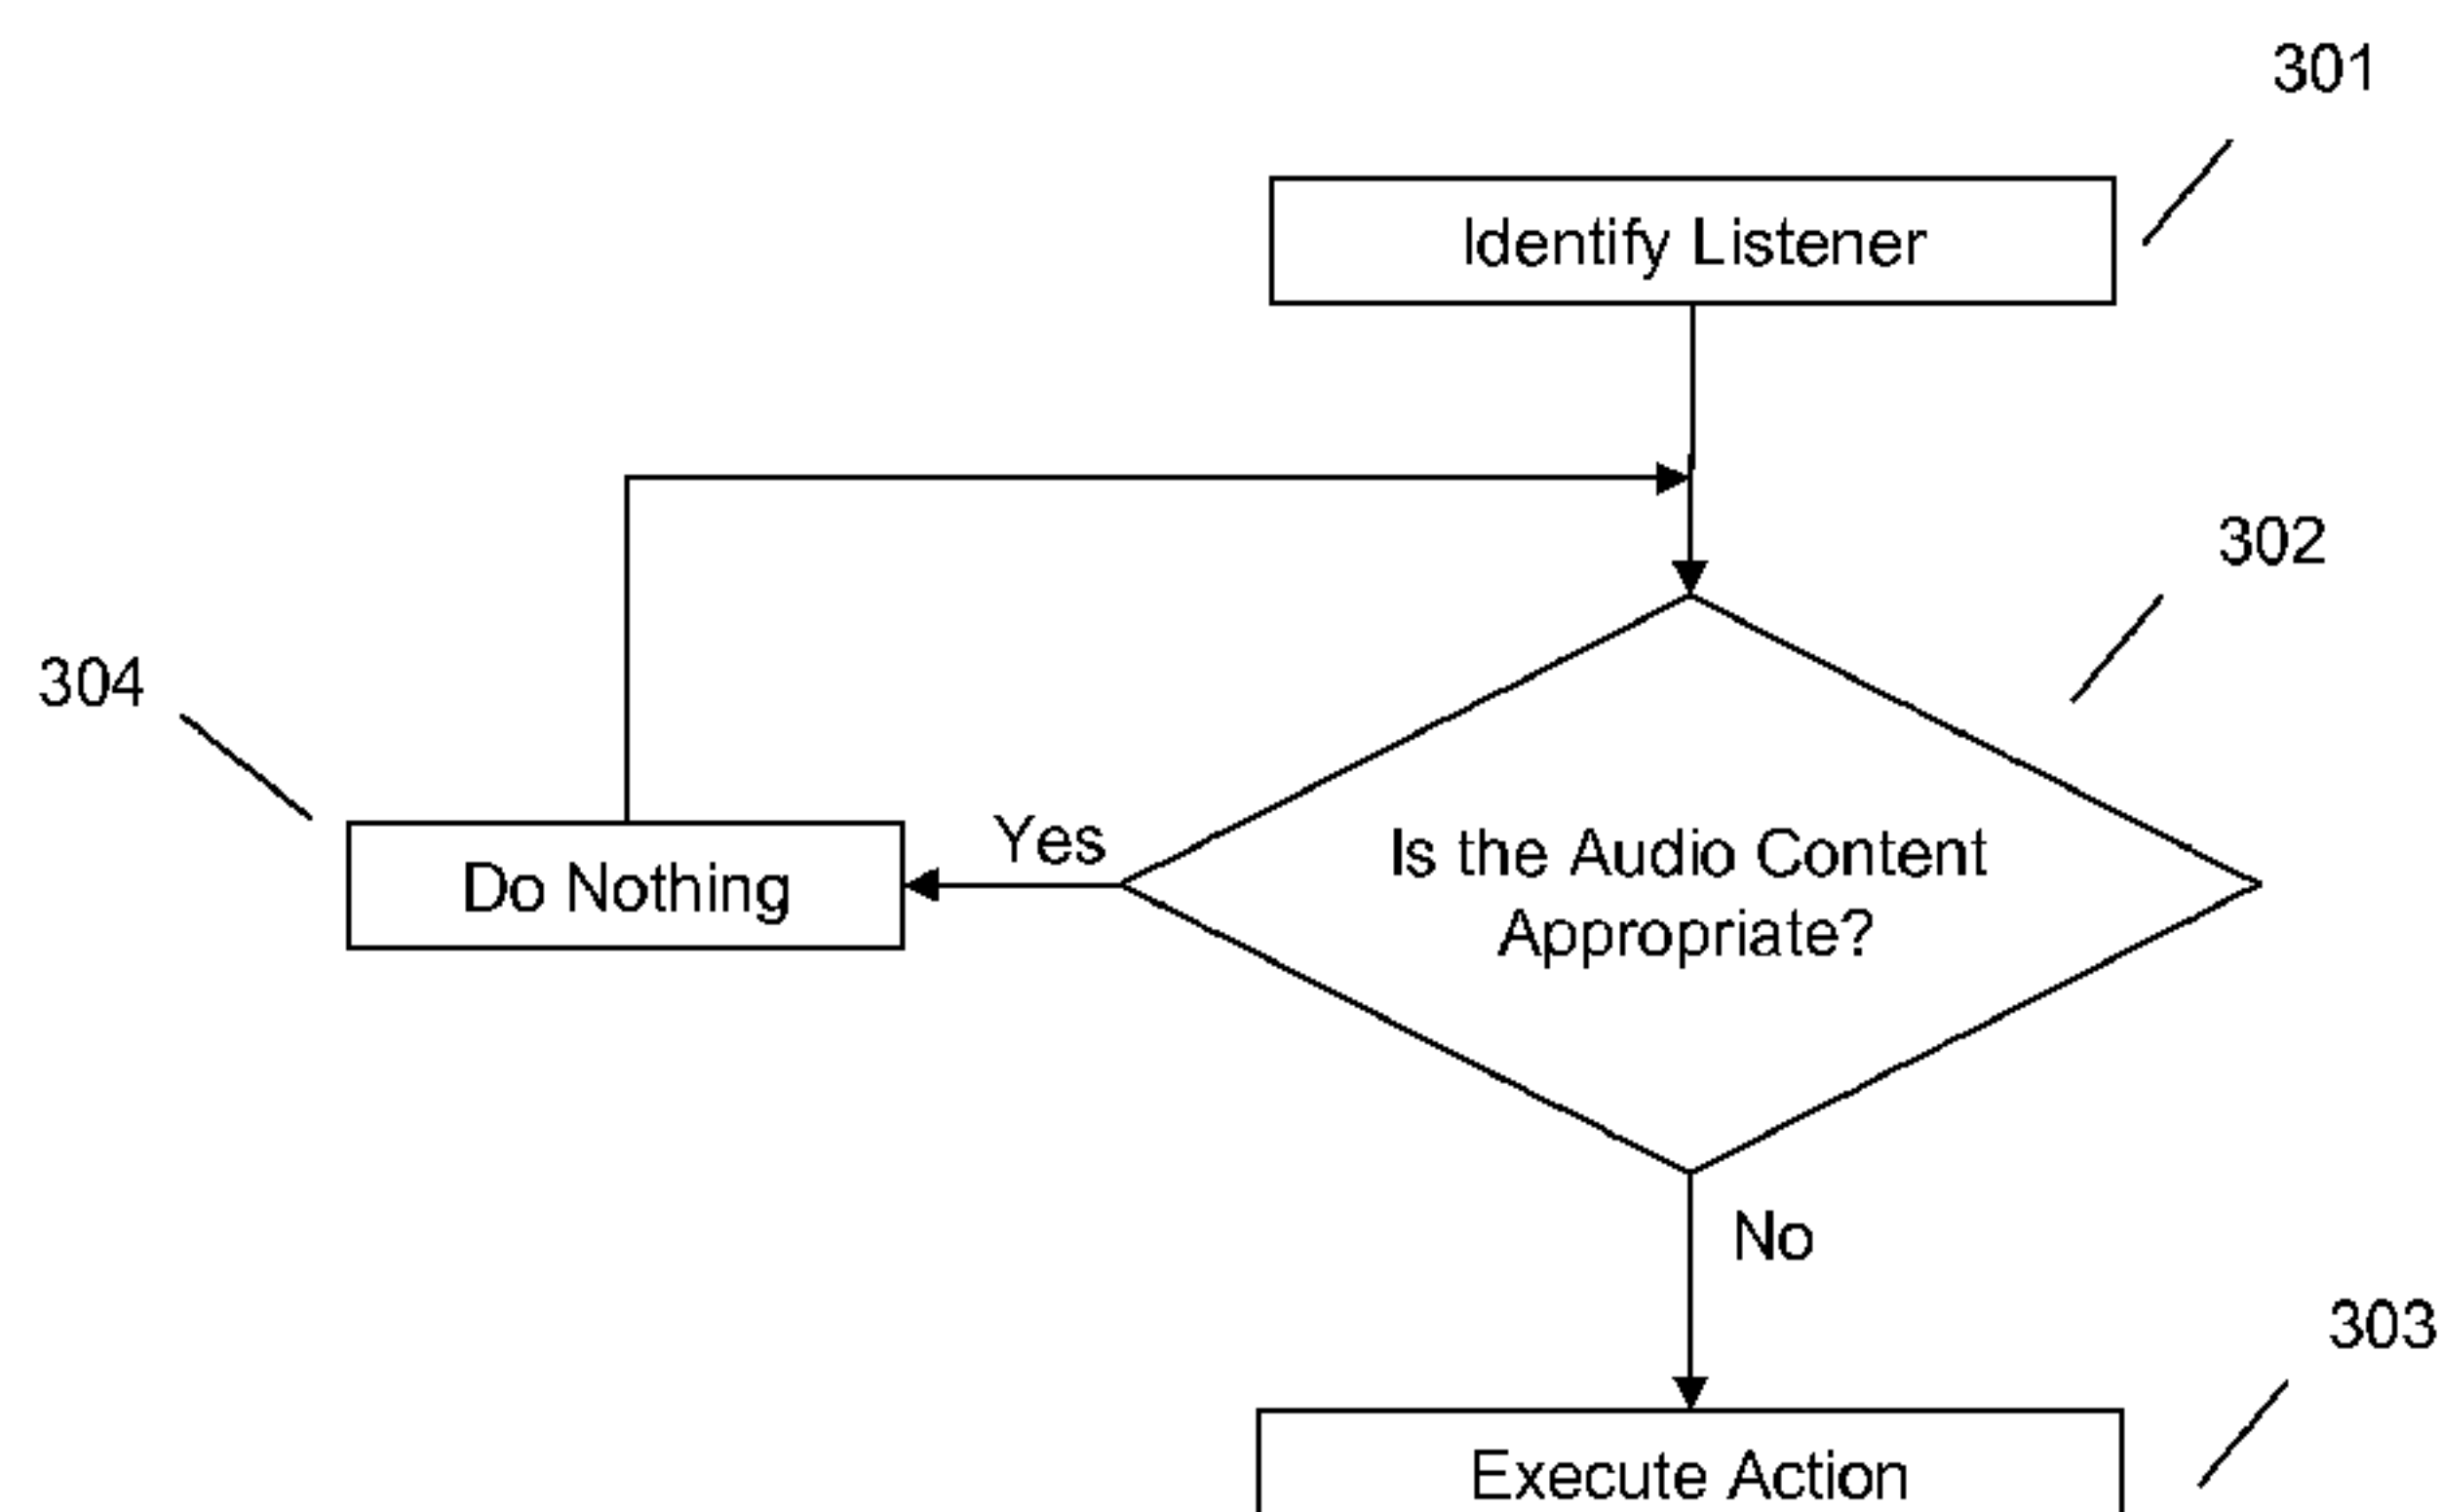 301
Identify Listener
302
304
Yes
Do Nothing
Is the Audio Content
Appropriate?
No
303
Execute Action